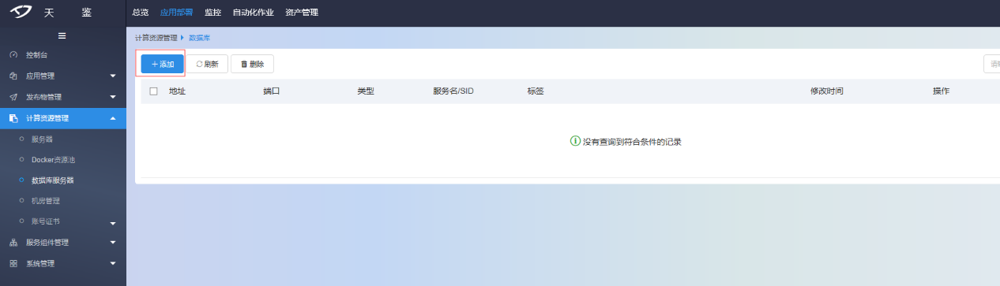 天 鉴
总览 应用部署 监控 自动化作业 资产管理
控制台
应用管理
发布物管理
计算资源管理
服务器
Docker资源池
数据库服务器
机房管理
账号证书
服务组件管理
系统管理
计算资源管理 数据库
添加 刷新 删除
地址 端口 类型 服务名/SID 标签 修改时间 操作
没有查询到符合条件的记录